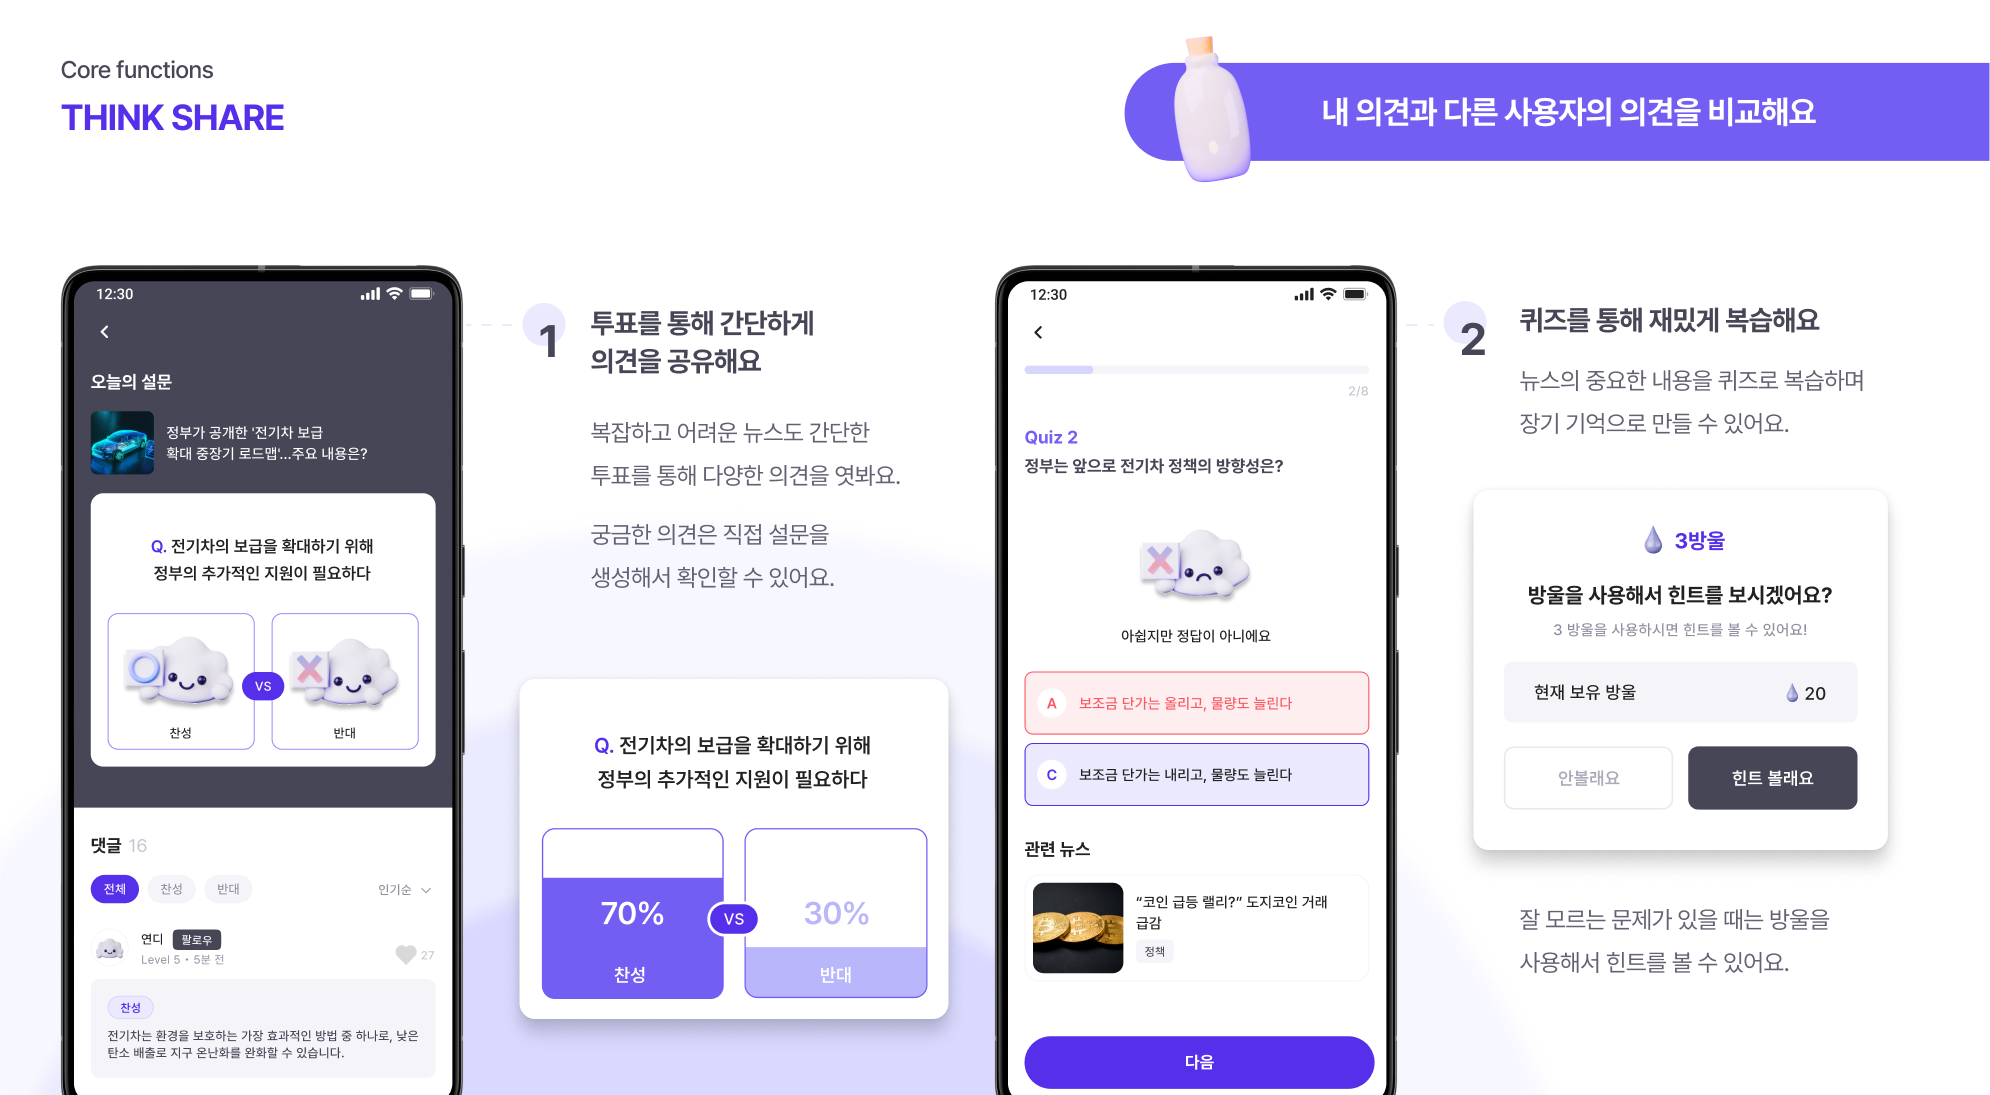 Core functions
THINK SHARE
내 의견과 다른 사용자의 의견을 비교해요
12:30
오늘의 설문
정부가 공개한 '전기차 보급
확대 중장기 로드맵'...주요 내용은?
Q. 전기차의 보급을 확대하기 위해
정부의 추가적인 지원이 필요하다
VS
찬성
반대
댓글 16
전체
찬성
반대
인기순
연디
팔로우
Level 5 • 5분 전
27
찬성
전기차는 환경을 보호하는 가장 효과적인 방법 중 하나로, 낮은
탄소 배출로 지구 온난화를 완화할 수 있습니다.
1
투표를 통해 간단하게
의견을 공유해요
복잡하고 어려운 뉴스도 간단한
투표를 통해 다양한 의견을 엿봐요.
궁금한 의견은 직접 설문을
생성해서 확인할 수 있어요.
Q. 전기차의 보급을 확대하기 위해
정부의 추가적인 지원이 필요하다
70%
VS
30%
찬성
반대
12:30
2/8
Quiz 2
정부는 앞으로 전기차 정책의 방향성은?
아쉽지만 정답이 아니에요
A 보조금 단가는 올리고, 물량도 늘린다
C 보조금 단가는 내리고, 물량도 늘린다
관련 뉴스
“코인 급등 랠리?” 도지코인 거래
급감
정책
다음
2
퀴즈를 통해 재밌게 복습해요
뉴스의 중요한 내용을 퀴즈로 복습하며
장기 기억으로 만들 수 있어요.
3방울
방울을 사용해서 힌트를 보시겠어요?
3 방울을 사용하시면 힌트를 볼 수 있어요!
현재 보유 방울
20
안볼래요
힌트 볼래요
잘 모르는 문제가 있을 때는 방울을
사용해서 힌트를 볼 수 있어요.